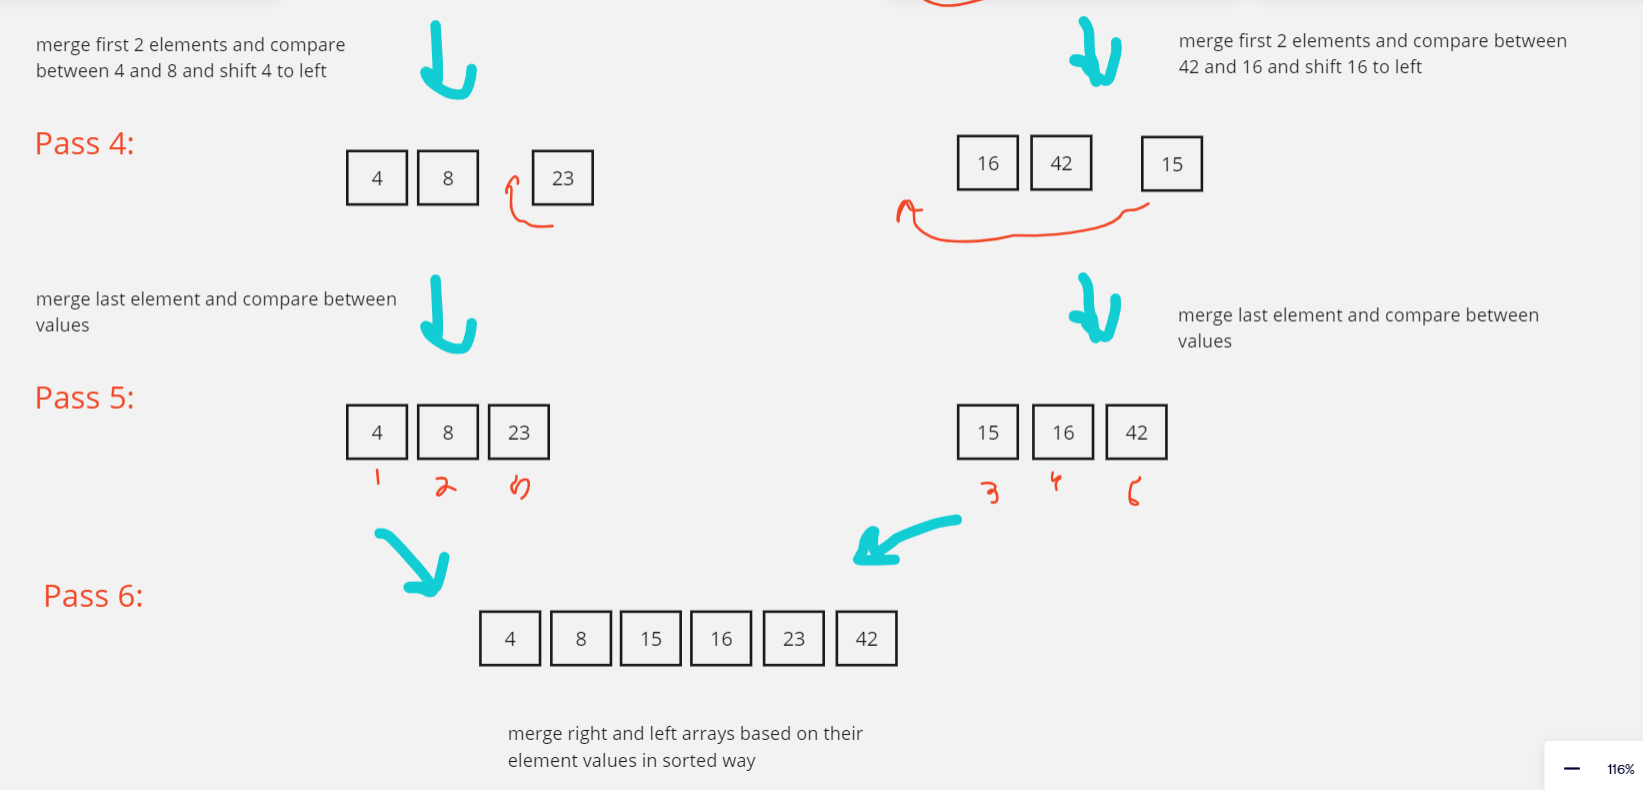 merge first 2 elements and compare
between 4 and 8 and shift 4 to left
merge first 2 elements and compare between
42 and 16 and shift 16 to left
Pass 4:
4 8 23
16 42 15
merge last element and compare between
values
merge last element and compare between
values
Pass 5:
4 8 23
15 16 42
1 2 5
3 4 6
Pass 6:
4 8 15 16 23 42
merge right and left arrays based on their
element values in sorted way
116%